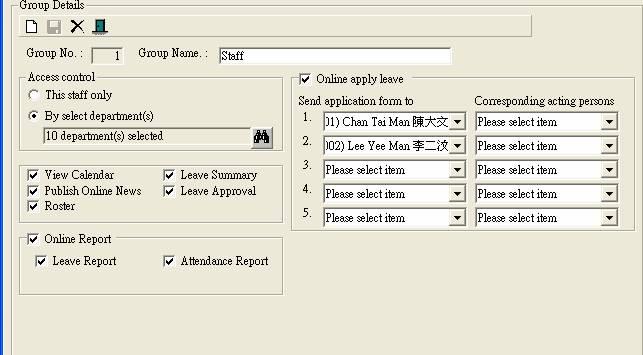 Group Details
Group No. : 1 Group Name. : Staff
Access control
This staff only
By select department(s)
10 department(s) selected
View Calendar Leave Summary
Publish Online News Leave Approval
Roster
Online Report
Leave Report Attendance Report
Online apply leave
Send application form to Corresponding acting persons
1. 01) Chan Tai Man 陳大文 Please select item
2. 002) Lee Yee Man 李二汶 Please select item
3. Please select item Please select item
4. Please select item Please select item
5. Please select item Please select item